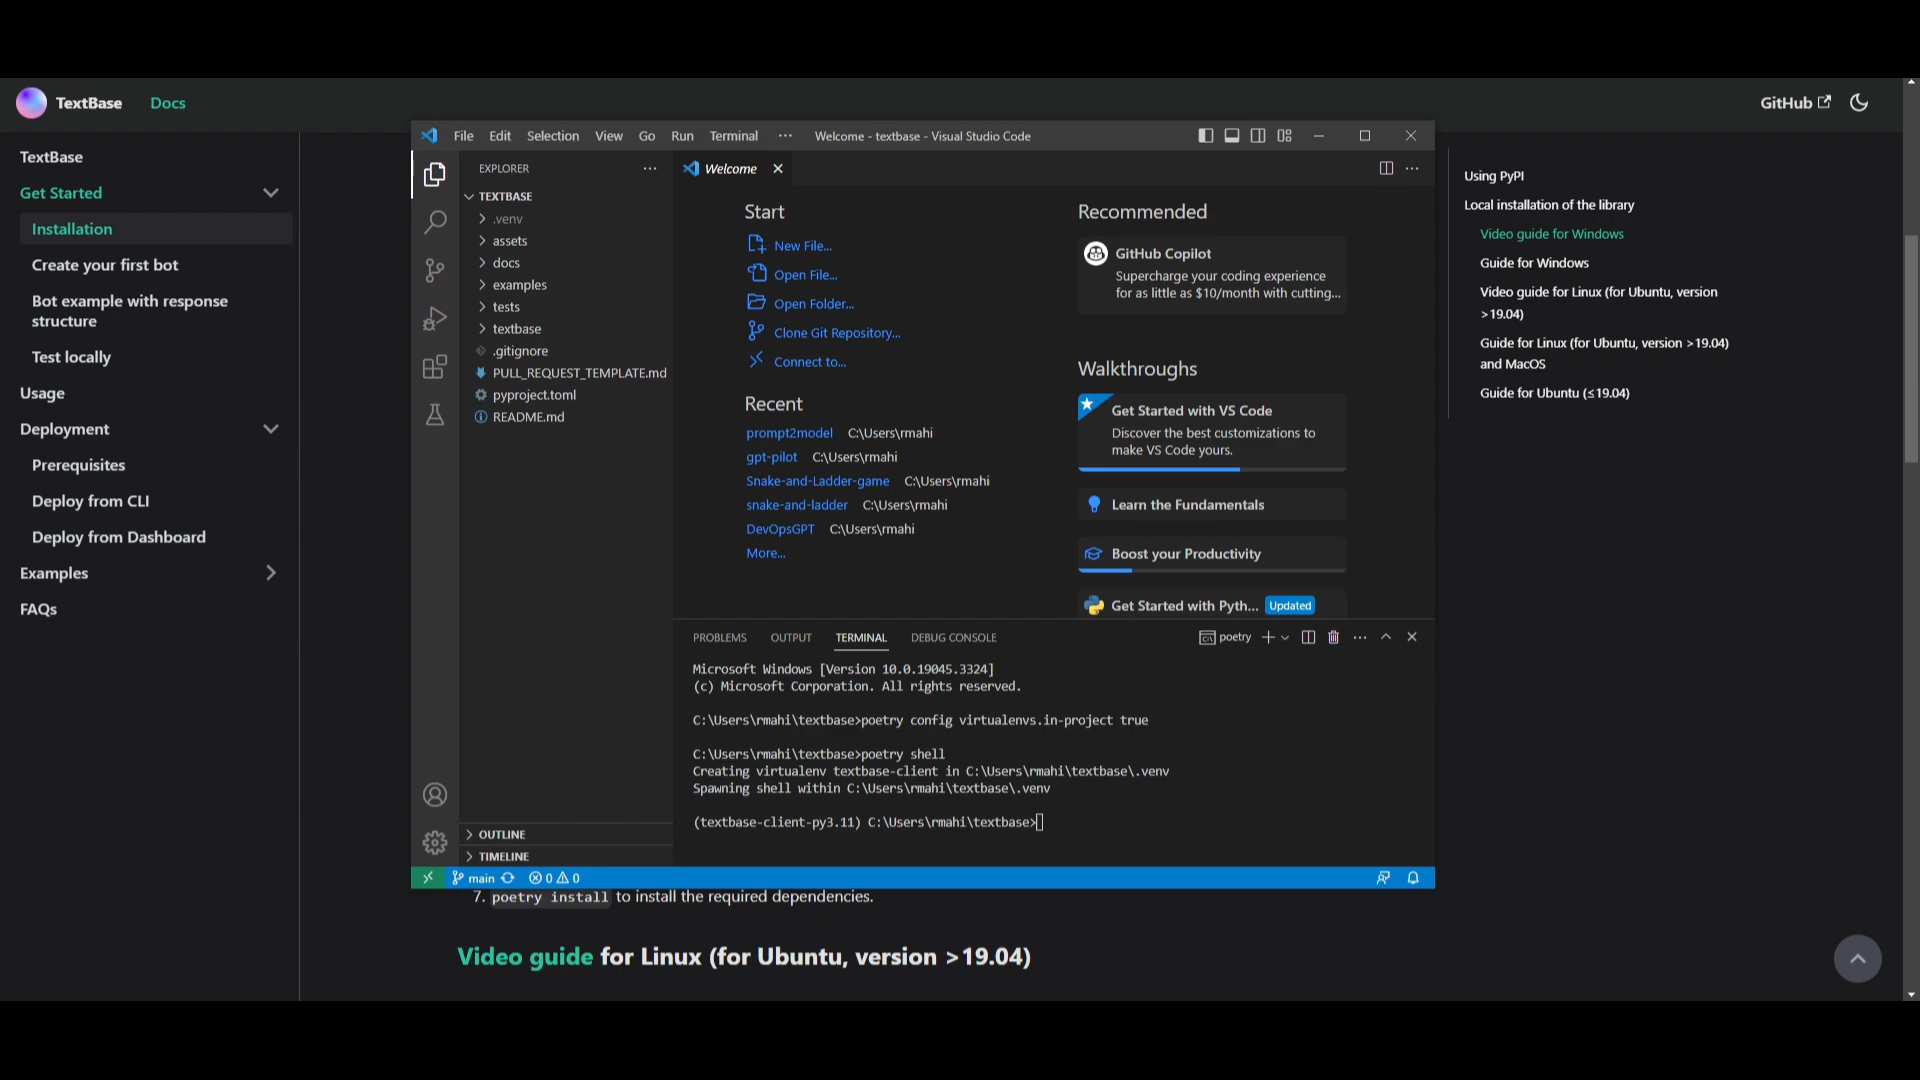 TextBase
Docs
GitHub
TextBase
Get Started
Installation
Create your first bot
Bot example with response
structure
Test locally
Usage
Deployment
Prerequisites
Deploy from CLI
Deploy from Dashboard
Examples
FAQs
File Edit Selection View Go Run Terminal ··· Welcome - textbase - Visual Studio Code
EXPLORER
TEXTBASE
.venv
assets
docs
examples
tests
textbase
.gitignore
PULL_REQUEST_TEMPLATE.md
pyproject.toml
README.md
OUTLINE
TIMELINE
Welcome
Start
New File...
Open File...
Open Folder...
Clone Git Repository...
Connect to...
Recent
prompt2model C:\Users\rmahi
gpt-pilot C:\Users\rmahi
Snake-and-Ladder-game C:\Users\rmahi
snake-and-ladder C:\Users\rmahi
DevOpsGPT C:\Users\rmahi
More...
Recommended
GitHub Copilot
Supercharge your coding experience
for as little as $10/month with cutting...
Walkthroughs
Get Started with VS Code
Discover the best customizations to
make VS Code yours.
Learn the Fundamentals
Boost your Productivity
Get Started with Pyth... Updated
PROBLEMS OUTPUT TERMINAL DEBUG CONSOLE
poetry
Microsoft Windows [Version 10.0.19045.3324]
(c) Microsoft Corporation. All rights reserved.
C:\Users\rmahi\textbase>poetry config virtualenvs.in-project true
C:\Users\rmahi\textbase>poetry shell
Creating virtualenv textbase-client in C:\Users\rmahi\textbase\.venv
Spawning shell within C:\Users\rmahi\textbase\.venv
(textbase-client-py3.11) C:\Users\rmahi\textbase>
main 0 0
7. poetry install to install the required dependencies.
Video guide for Linux (for Ubuntu, version >19.04)
Using PyPI
Local installation of the library
Video guide for Windows
Guide for Windows
Video guide for Linux (for Ubuntu, version
>19.04)
Guide for Linux (for Ubuntu, version >19.04)
and MacOS
Guide for Ubuntu (≤19.04)